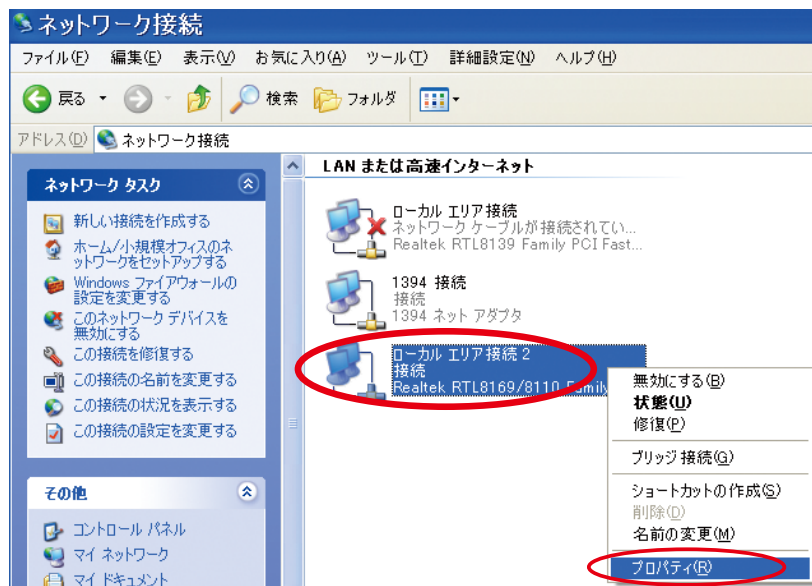 ネットワーク接続
ファイル(F) 編集(E) 表示(V) お気に入り(A) ツール(T) 詳細設定(N) ヘルプ(H)
戻る 検索 フォルダ
アドレス(D) ネットワーク接続
ネットワーク タスク
新しい接続を作成する
ホーム/小規模オフィスのネ
ットワークをセットアップする
Windows ファイアウォールの
設定を変更する
このネットワーク デバイスを
無効にする
この接続を修復する
この接続の名前を変更する
この接続の状況を表示する
この接続の設定を変更する
その他
コントロール パネル
マイ ネットワーク
マイ ドキュメント
LAN または高速インターネット
ローカル エリア接続
ネットワーク ケーブルが接続されてい...
Realtek RTL8139 Family PCI Fast...
1394 接続
接続
1394 ネット アダプタ
ローカル エリア接続 2
接続
Realtek RTL8169/8110 Family
無効にする(B)
状態(U)
修復(P)
ブリッジ接続(G)
ショートカットの作成(S)
削除(D)
名前の変更(M)
プロパティ(R)